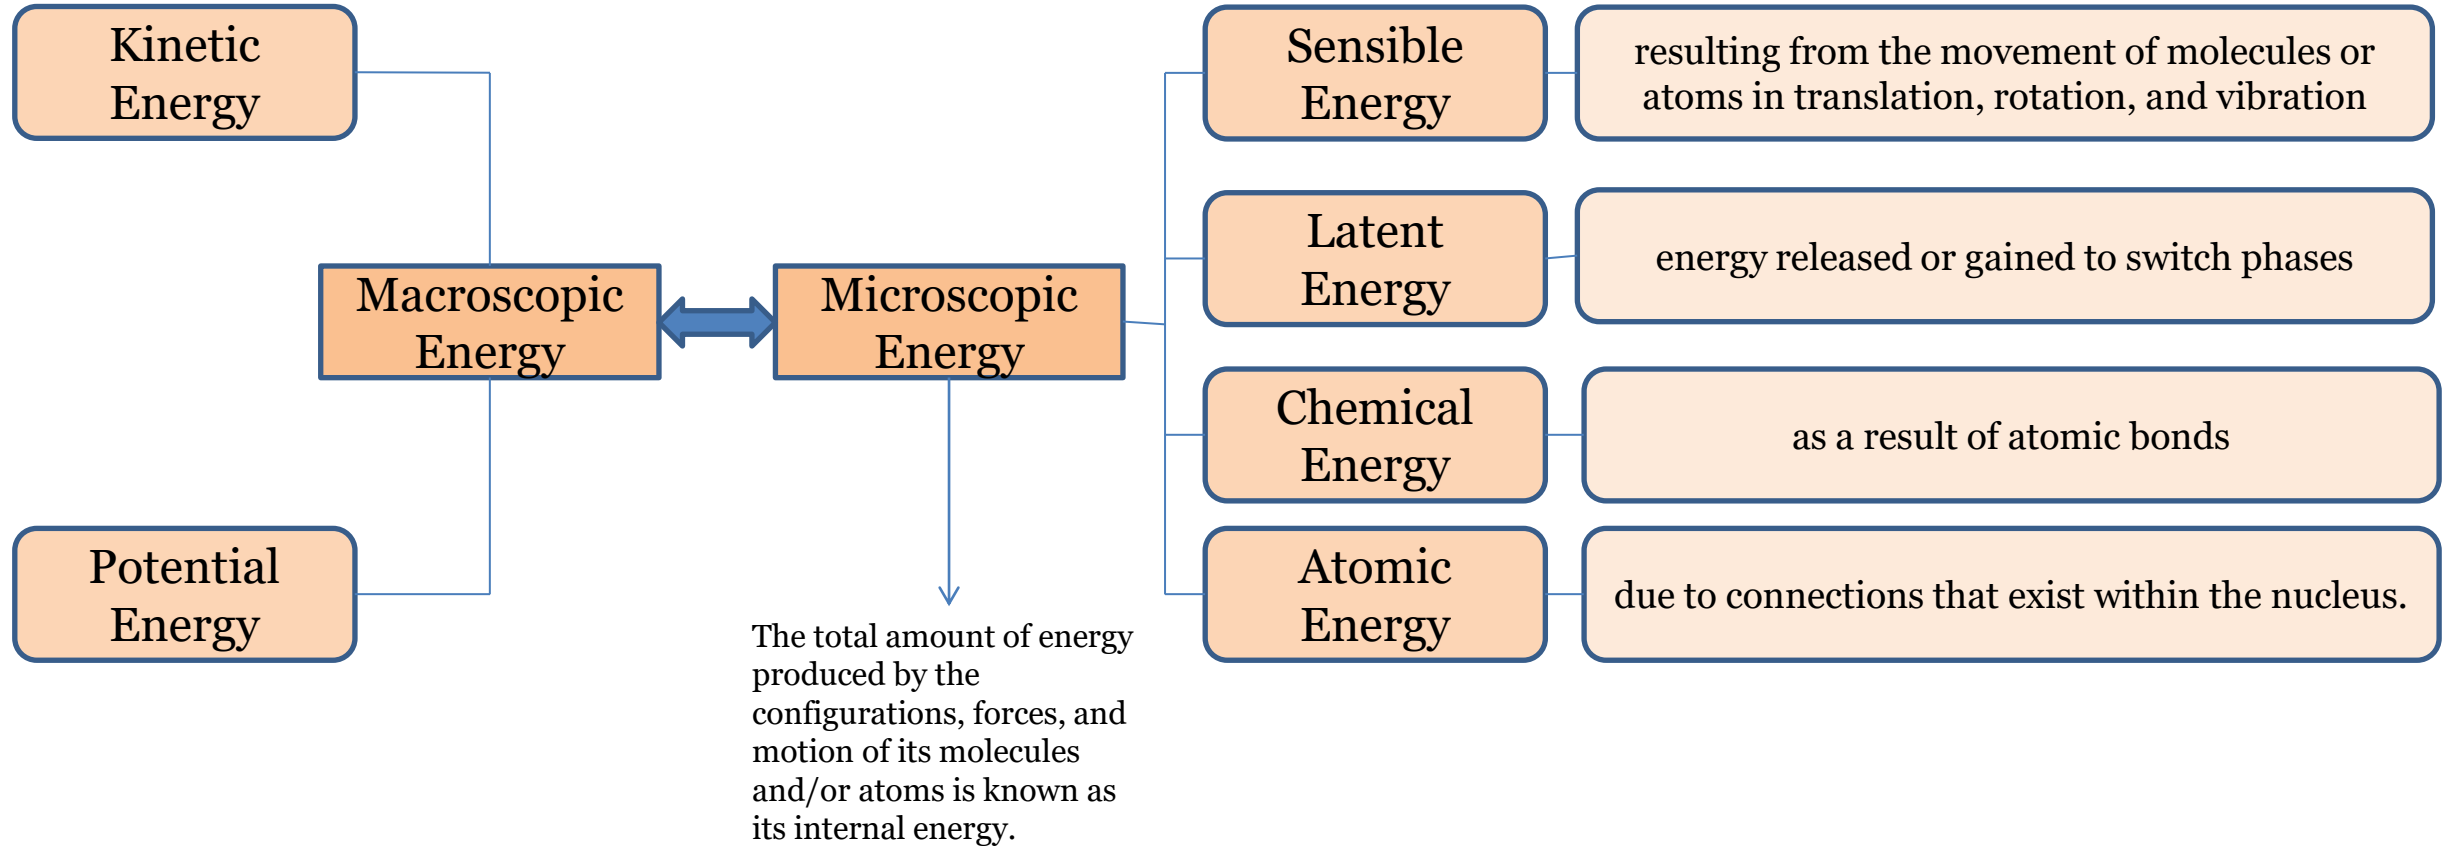 Kinetic
Energy
Potential
Energy
Macroscopic
Energy
Microscopic
Energy
The total amount of energy
produced by the
configurations, forces, and
motion of its molecules
and/or atoms is known as
its internal energy.
Sensible
Energy
resulting from the movement of molecules or
atoms in translation, rotation, and vibration
Latent
Energy
energy released or gained to switch phases
Chemical
Energy
as a result of atomic bonds
Atomic
Energy
due to connections that exist within the nucleus.